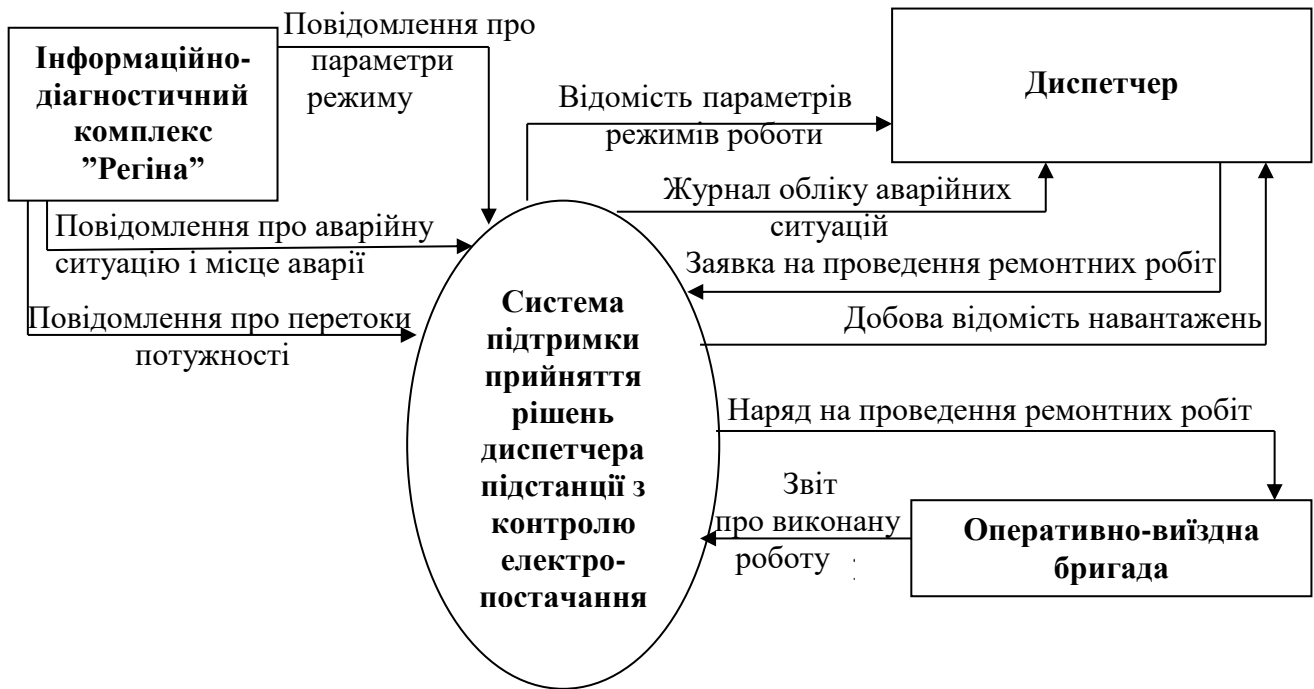 Інформаційно-
діагностичний
комплекс
”Регіна”
Повідомлення про
параметри
режиму
Повідомлення про аварійну
ситуацію і місце аварії
Повідомлення про перетоки
потужності
Відомість параметрів
режимів роботи
Диспетчер
Журнал обліку аварійних
ситуацій
Заявка на проведення ремонтних робіт
Добова відомість навантажень
Система
підтримки
прийняття
рішень
диспетчера
підстанції з
контролю
електро-
постачання
Наряд на проведення ремонтних робіт
Звіт
про виконану
роботу
Оперативно-виїздна
бригада